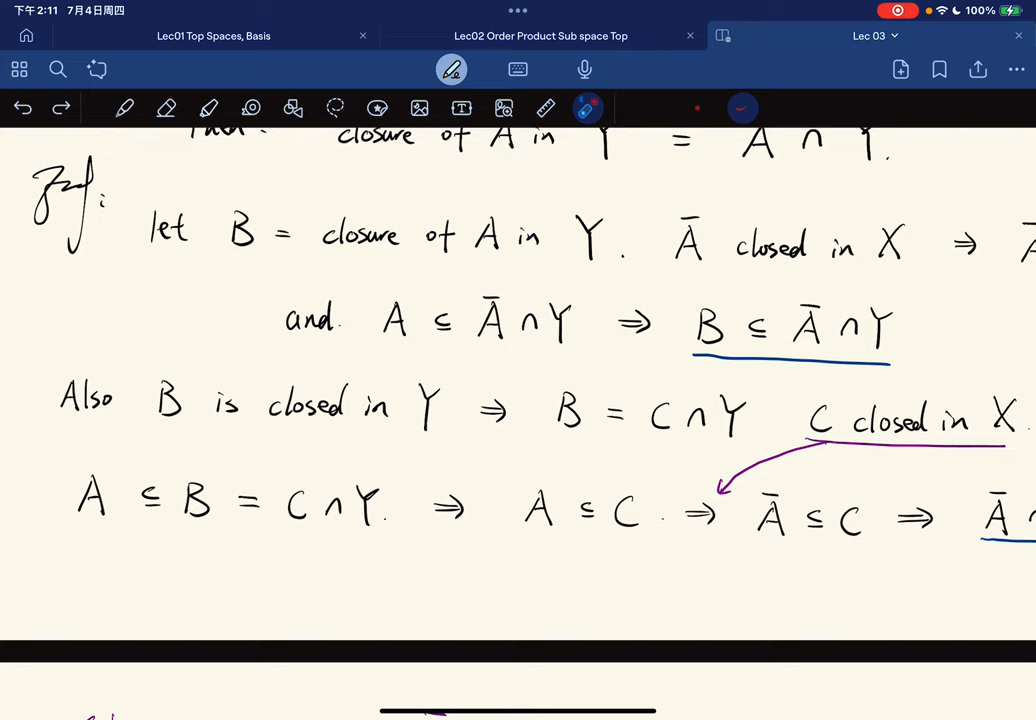 下午2:11 7月4日周四
100%
Lec01 Top Spaces, Basis
Lec02 Order Product Sub space Top
Lec 03
closure of A in Y = A ∩ Y.
let B = closure of A in Y. Ā closed in X ⇒ Ā
and. A ⊆ Ā ∩ Y ⇒ B ⊆ Ā ∩ Y
Also B is closed in Y ⇒ B = C ∩ Y C closed in X.
A ⊆ B = C ∩ Y. ⇒ A ⊆ C. ⇒ Ā ⊆ C ⇒ Ā ∩